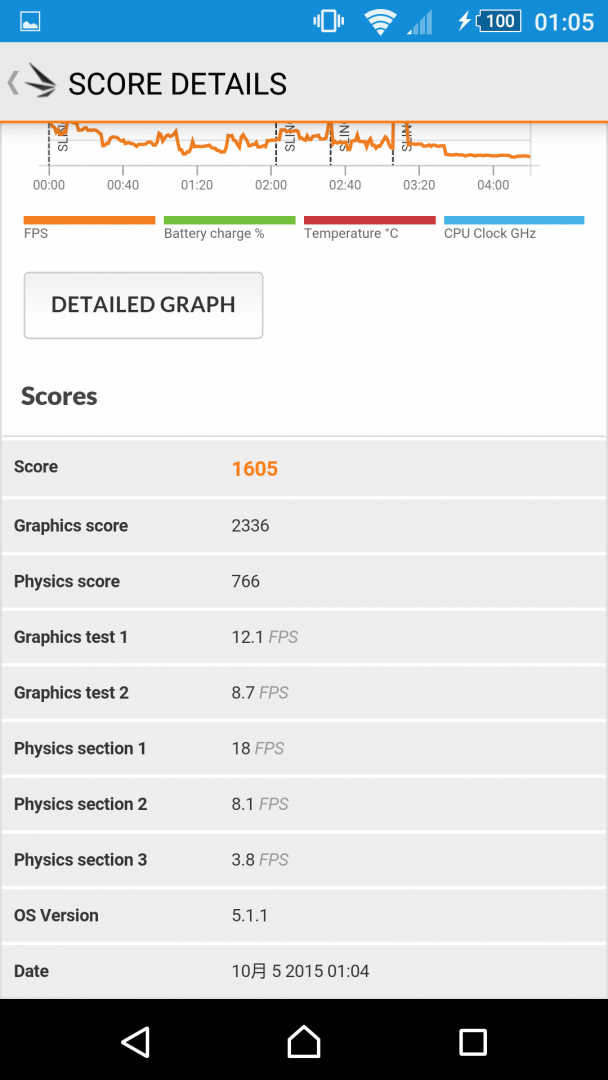 100 01:05
SCORE DETAILS
00:00 00:40 01:20 02:00 02:40 03:20 04:00
FPS Battery charge % Temperature °C CPU Clock GHz
DETAILED GRAPH
Scores
Score 1605
Graphics score 2336
Physics score 766
Graphics test 1 12.1 FPS
Graphics test 2 8.7 FPS
Physics section 1 18 FPS
Physics section 2 8.1 FPS
Physics section 3 3.8 FPS
OS Version 5.1.1
Date 10月 5 2015 01:04